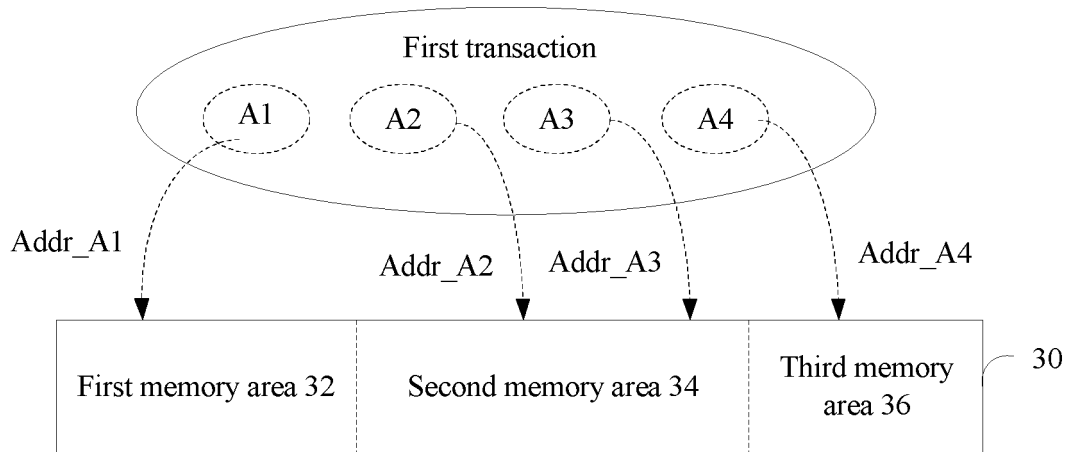 First transaction
A1
A2
A3
A4
Addr_A1
Addr_A2
Addr_A3
Addr_A4
First memory area 32
Second memory area 34
Third memory
area 36
30